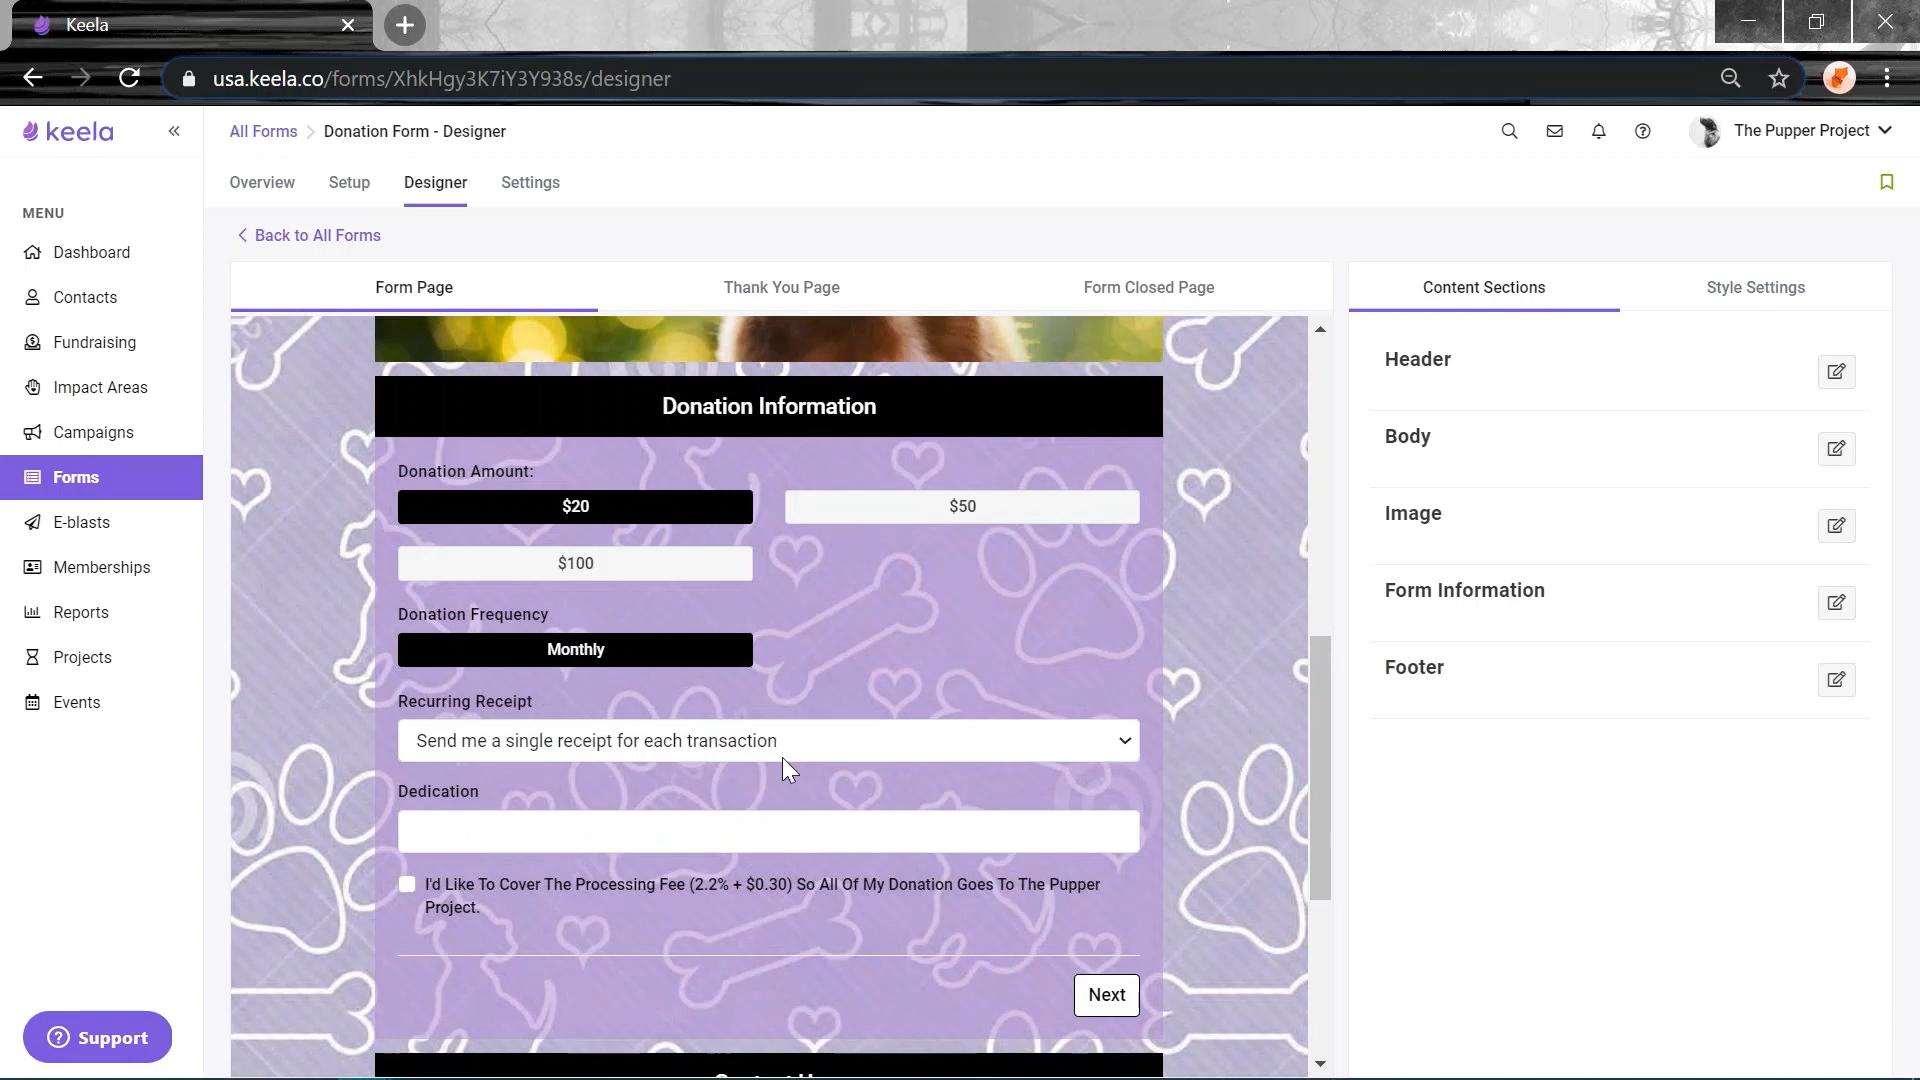 Keela
usa.keela.co/forms/XhkHgy3K7iY3Y938s/designer
keela
All Forms
Donation Form - Designer
The Pupper Project
Overview
Setup
Designer
Settings
MENU
Dashboard
Contacts
Fundraising
Impact Areas
Campaigns
Forms
E-blasts
Memberships
Reports
Projects
Events
Support
Back to All Forms
Form Page
Thank You Page
Form Closed Page
Donation Information
Donation Amount:
$20
$50
$100
Donation Frequency
Monthly
Recurring Receipt
Send me a single receipt for each transaction
Dedication
I'd Like To Cover The Processing Fee (2.2% + $0.30) So All Of My Donation Goes To The Pupper
Project.
Next
Content Sections
Style Settings
Header
Body
Image
Form Information
Footer